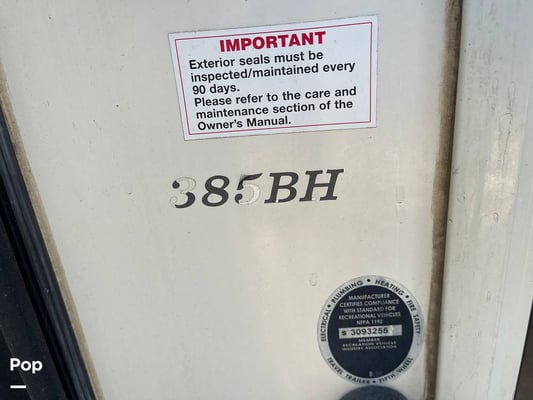 IMPORTANT
Exterior seals must be
inspected/maintained every
90 days.
Please refer to the care and
maintenance section of the
Owner's Manual.
385BH
ELECTRICAL • PLUMBING • HEATING • FIRE SAFETY
MANUFACTURER
CERTIFIES COMPLIANCE
WITH STANDARD FOR
RECREATIONAL VEHICLES
NFPA 1192
S 3093255
MEMBER
RECREATION VEHICLE
INDUSTRY ASSOCIATION
TRAVEL TRAILER • FIFTH WHEEL
Pop